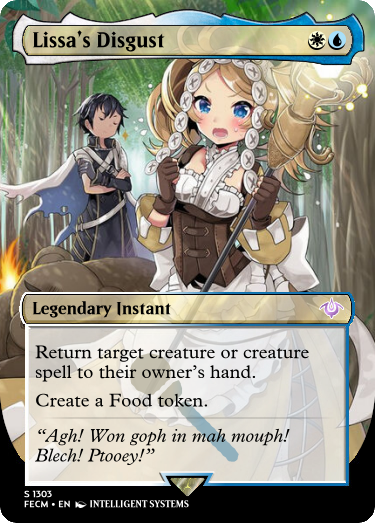 Lissa's Disgust
Legendary Instant
Return target creature or creature
spell to their owner's hand.
Create a Food token.
“Agh! Won goph in mah mouph!
Blech! Ptooey!”
S 1303
FECM • EN INTELLIGENT SYSTEMS